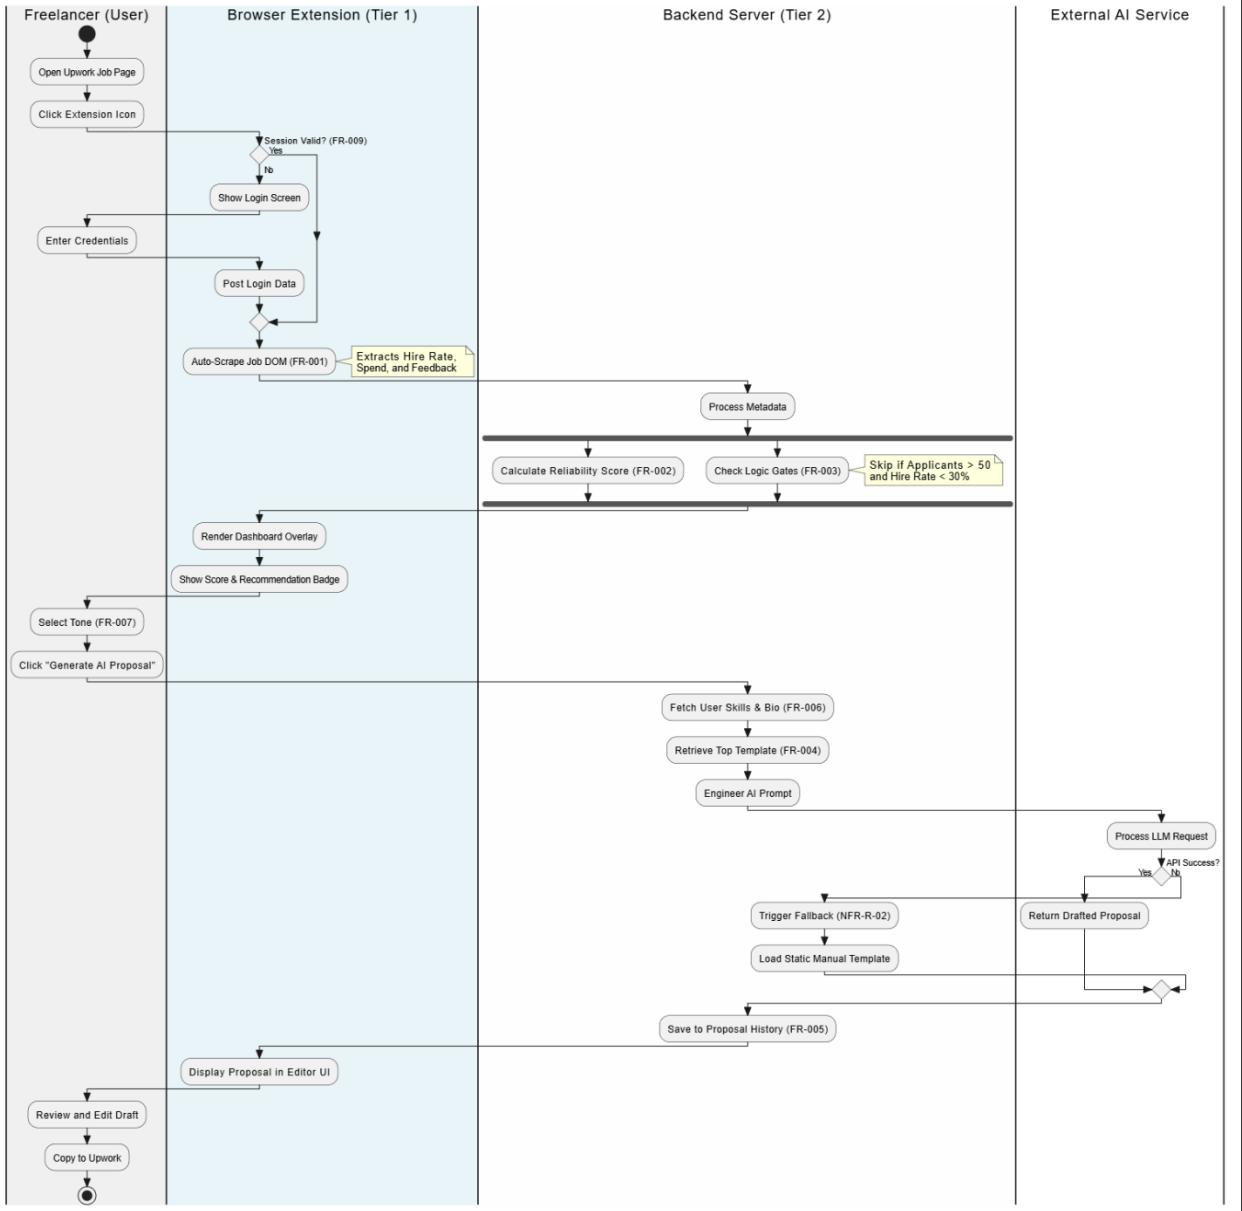 Freelancer (User)
Browser Extension (Tier 1)
Backend Server (Tier 2)
External AI Service
Open Upwork Job Page
Click Extension Icon
Session Valid? (FR-009)
Yes
No
Show Login Screen
Enter Credentials
Post Login Data
Auto-Scrape Job DOM (FR-001)
Extracts Hire Rate,
Spend, and Feedback
Process Metadata
Calculate Reliability Score (FR-002)
Check Logic Gates (FR-003)
Skip if Applicants > 50
and Hire Rate < 30%
Render Dashboard Overlay
Show Score & Recommendation Badge
Select Tone (FR-007)
Click "Generate AI Proposal"
Fetch User Skills & Bio (FR-006)
Retrieve Top Template (FR-004)
Engineer AI Prompt
Process LLM Request
API Success?
Yes
No
Trigger Fallback (NFR-R-02)
Return Drafted Proposal
Load Static Manual Template
Save to Proposal History (FR-005)
Display Proposal in Editor UI
Review and Edit Draft
Copy to Upwork